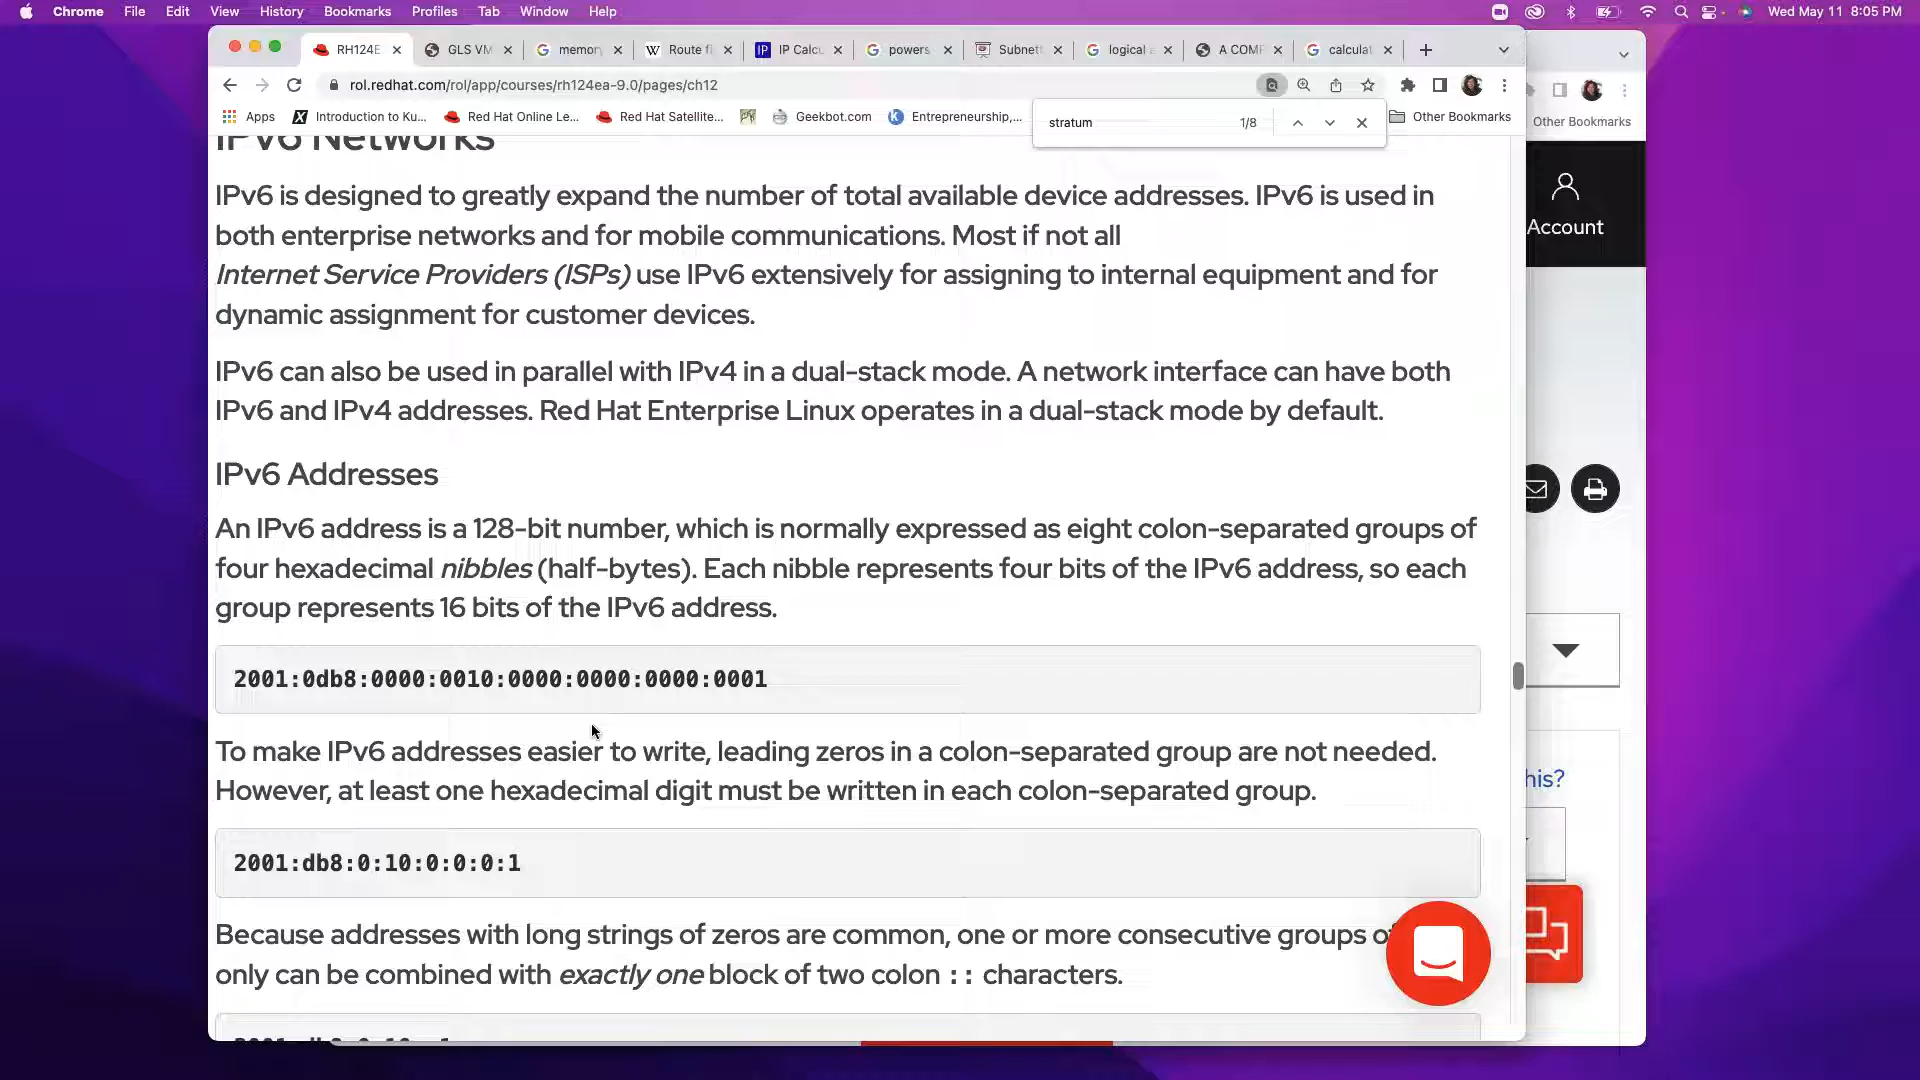 Chrome File Edit View History Bookmarks Profiles Tab Window Help Wed May 11 8:05 PM
RH124E GLS VM memor Route fi IP IP Calcu powers Subnett logical a A COMP calculat
rol.redhat.com/rol/app/courses/rh124ea-9.0/pages/ch12
Apps Introduction to Ku... Red Hat Online Le... Red Hat Satellite... Geekbot.com Entrepreneurship,... Other Bookmarks
stratum 1/8
Other Bookmarks
Account
IPv6 Networks
IPv6 is designed to greatly expand the number of total available device addresses. IPv6 is used in
both enterprise networks and for mobile communications. Most if not all
Internet Service Providers (ISPs) use IPv6 extensively for assigning to internal equipment and for
dynamic assignment for customer devices.
IPv6 can also be used in parallel with IPv4 in a dual-stack mode. A network interface can have both
IPv6 and IPv4 addresses. Red Hat Enterprise Linux operates in a dual-stack mode by default.
IPv6 Addresses
An IPv6 address is a 128-bit number, which is normally expressed as eight colon-separated groups of
four hexadecimal nibbles (half-bytes). Each nibble represents four bits of the IPv6 address, so each
group represents 16 bits of the IPv6 address.
2001:0db8:0000:0010:0000:0000:0000:0001
To make IPv6 addresses easier to write, leading zeros in a colon-separated group are not needed.
However, at least one hexadecimal digit must be written in each colon-separated group.
2001:db8:0:10:0:0:0:1
Because addresses with long strings of zeros are common, one or more consecutive groups of
only can be combined with exactly one block of two colon :: characters.
his?